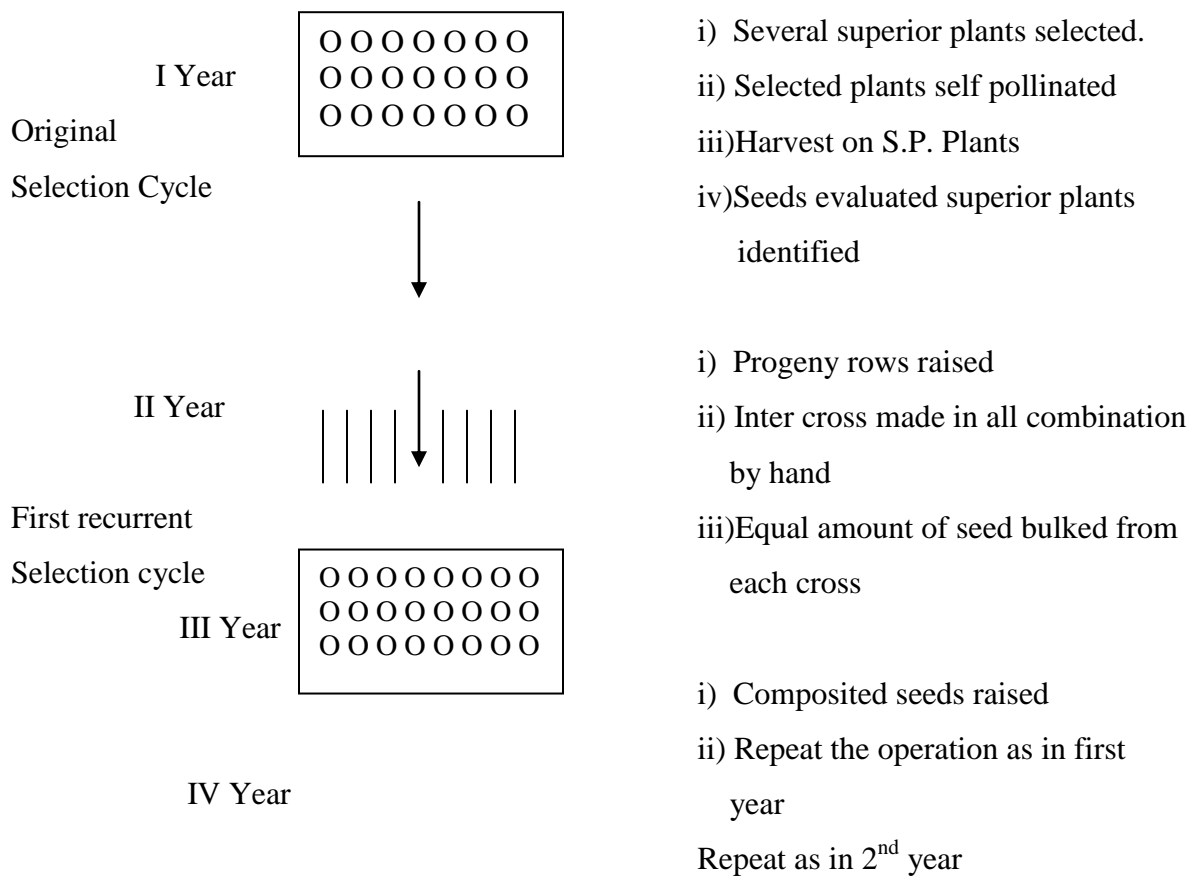 O O O O O O O
O O O O O O O
O O O O O O O
I Year
Original
Selection Cycle
i) Several superior plants selected.
ii) Selected plants self pollinated
iii)Harvest on S.P. Plants
iv)Seeds evaluated superior plants
identified
II Year
i) Progeny rows raised
ii) Inter cross made in all combination
by hand
iii)Equal amount of seed bulked from
each cross
First recurrent
Selection cycle
III Year
O O O O O O O O
O O O O O O O O
O O O O O O O O
i) Composited seeds raised
ii) Repeat the operation as in first
year
IV Year
Repeat as in 2nd year